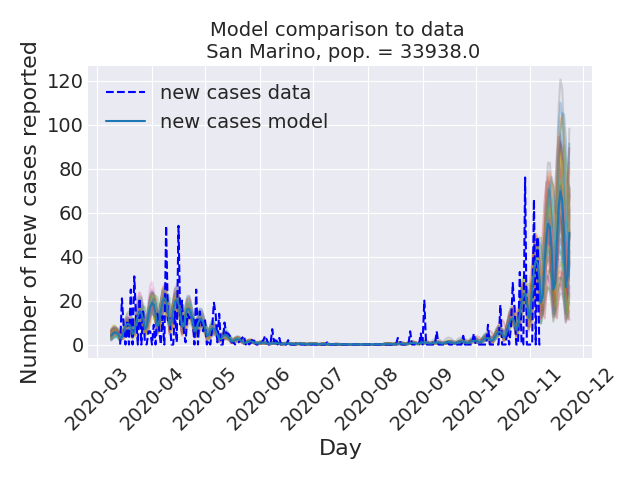 Model comparison to data
San Marino, pop. = 33938.0
Number of new cases reported
120
100
80
60
40
20
0
new cases data
new cases model
2020-03
2020-04
2020-05
2020-06
2020-07
2020-08
2020-09
2020-10
2020-11
2020-12
Day